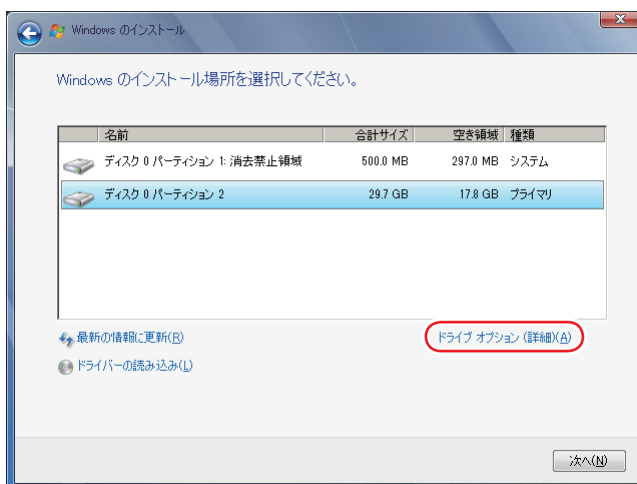 Windows のインストール
Windows のインストール場所を選択してください。
名前 合計サイズ 空き領域 種類
ディスク 0 パーティション 1: 消去禁止領域 500.0 MB 297.0 MB システム
ディスク 0 パーティション 2 29.7 GB 17.8 GB プライマリ
最新の情報に更新(R) ドライブ オプション (詳細)(A)
ドライバーの読み込み(L)
次へ(N)